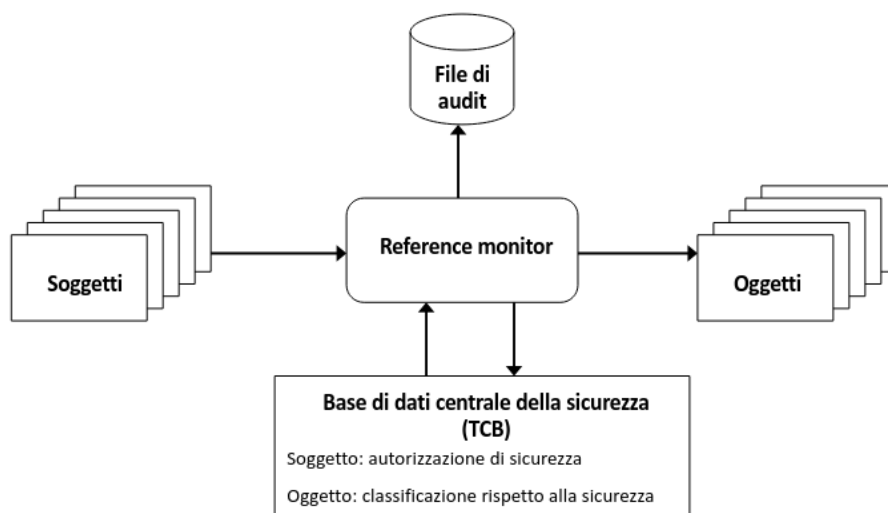 File di
audit
Reference monitor
Soggetti
Oggetti
Base di dati centrale della sicurezza
(TCB)
Soggetto: autorizzazione di sicurezza
Oggetto: classificazione rispetto alla sicurezza